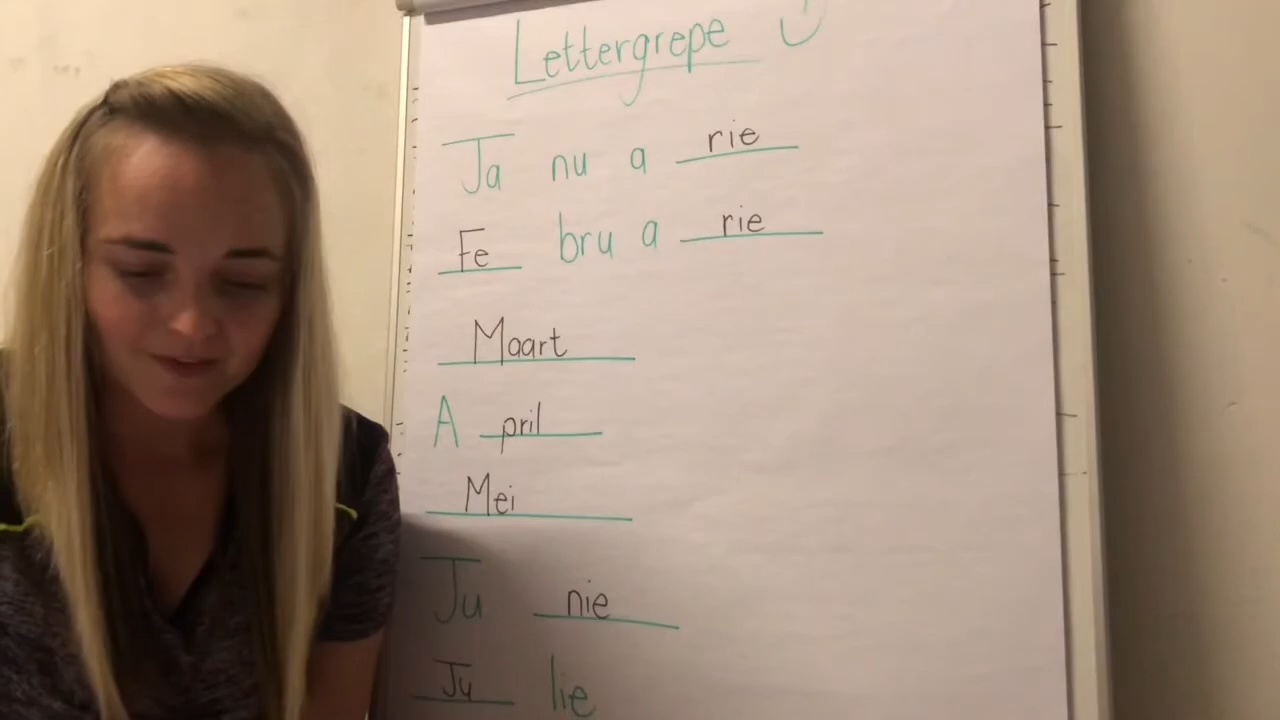 Lettergrepe
Ja nu a rie
Fe bru a rie
Maart
A pril
Mei
Ju nie
Ju lie